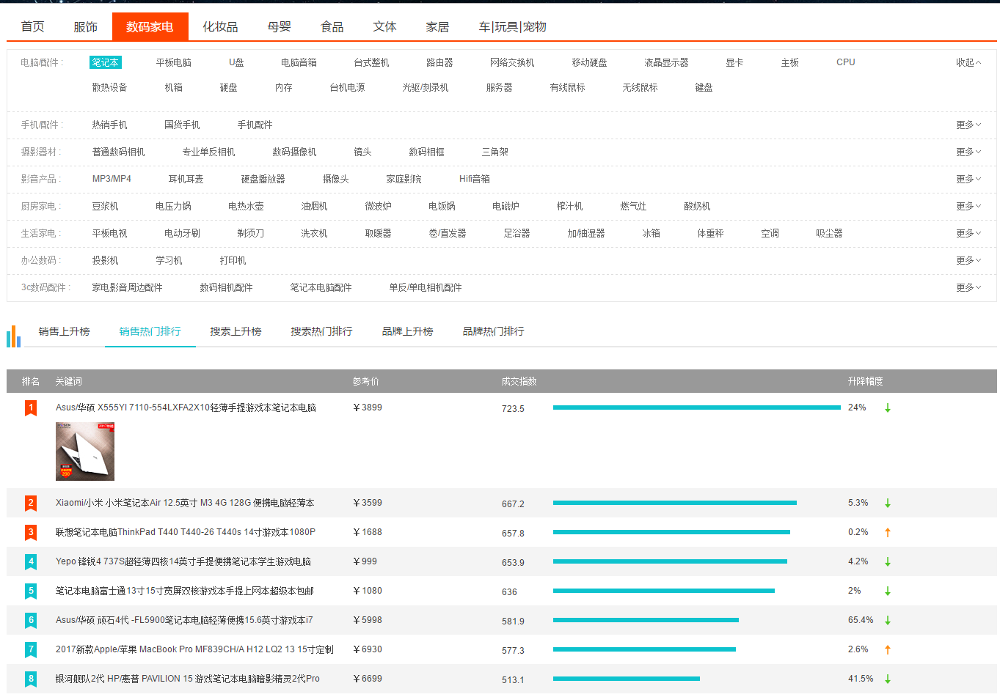 首页 服饰 数码家电 化妆品 母婴 食品 文体 家居 车|玩具|宠物
电脑/配件： 笔记本 平板电脑 U盘 电脑音箱 台式整机 路由器 网络交换机 移动硬盘 液晶显示器 显卡 主板 CPU 收起
散热设备 机箱 硬盘 内存 台机电源 光驱/刻录机 服务器 有线鼠标 无线鼠标 键盘
手机/配件： 热销手机 国货手机 手机配件 更多
摄影器材： 普通数码相机 专业单反相机 数码摄像机 镜头 数码相框 三角架 更多
影音产品： MP3/MP4 耳机耳麦 硬盘播放器 摄像头 家庭影院 Hifi音箱 更多
厨房家电： 豆浆机 电压力锅 电热水壶 油烟机 微波炉 电饭锅 电磁炉 榨汁机 燃气灶 酸奶机 更多
生活家电： 平板电视 电动牙刷 剃须刀 洗衣机 取暖器 卷/直发器 足浴器 加/抽湿器 冰箱 体重秤 空调 吸尘器 更多
办公数码： 投影机 学习机 打印机 更多
3c数码配件： 家电影音周边配件 数码相机配件 笔记本电脑配件 单反/单电相机配件 更多
销售上升榜 销售热门排行 搜索上升榜 搜索热门排行 品牌上升榜 品牌热门排行
排名 关键词 参考价 成交指数 升降幅度
1 Asus/华硕 X555YI 7110-554LXFA2X10轻薄手提游戏本笔记本电脑 ￥3899 723.5 24%
200
2 Xiaomi/小米 小米笔记本Air 12.5英寸 M3 4G 128G 便携电脑轻薄本 ￥3599 667.2 5.3%
3 联想笔记本电脑ThinkPad T440 T440-26 T440s 14寸游戏本1080P ￥1688 657.8 0.2%
4 Yepo 锋锐4 737S超轻薄四核14英寸手提便携笔记本学生游戏电脑 ￥999 653.9 4.2%
5 笔记本电脑富士通13寸15寸宽屏双核游戏本手提上网本超级本包邮 ￥1080 636 2%
6 Asus/华硕 顽石4代 -FL5900笔记本电脑轻薄便携15.6英寸游戏本i7 ￥5998 581.9 65.4%
7 2017新款Apple/苹果 MacBook Pro MF839CH/A H12 LQ2 13 15寸定制 ￥6930 577.3 2.6%
8 银河舰队2代 HP/惠普 PAVILION 15 游戏笔记本电脑暗影精灵2代Pro ￥6699 513.1 41.5%